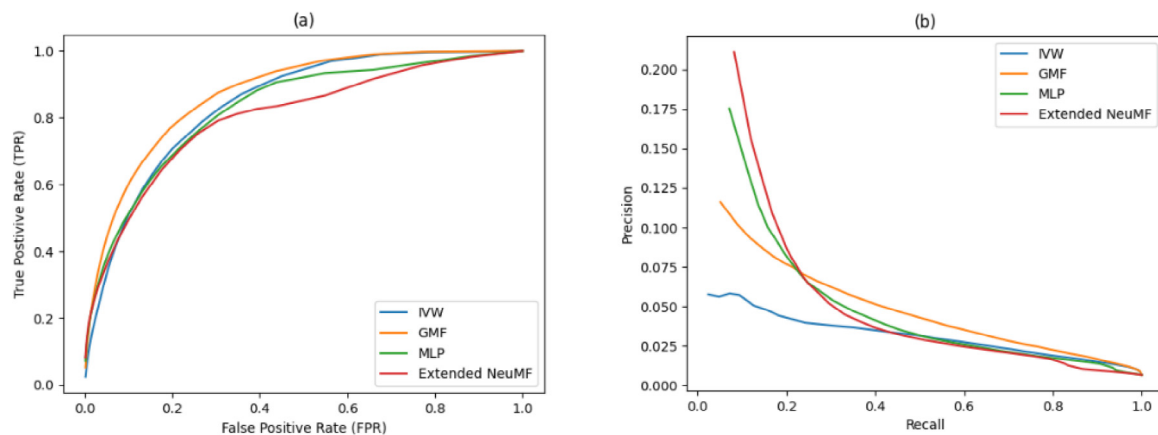 (a)
1.0
0.8
0.6
0.4
0.2
0.0
True Postivive Rate (TPR)
IVW
GMF
MLP
Extended NeuMF
0.0 0.2 0.4 0.6 0.8 1.0
False Positive Rate (FPR)
(b)
0.200
0.175
0.150
0.125
0.100
0.075
0.050
0.025
0.000
Precision
IVW
GMF
MLP
Extended NeuMF
0.0 0.2 0.4 0.6 0.8 1.0
Recall